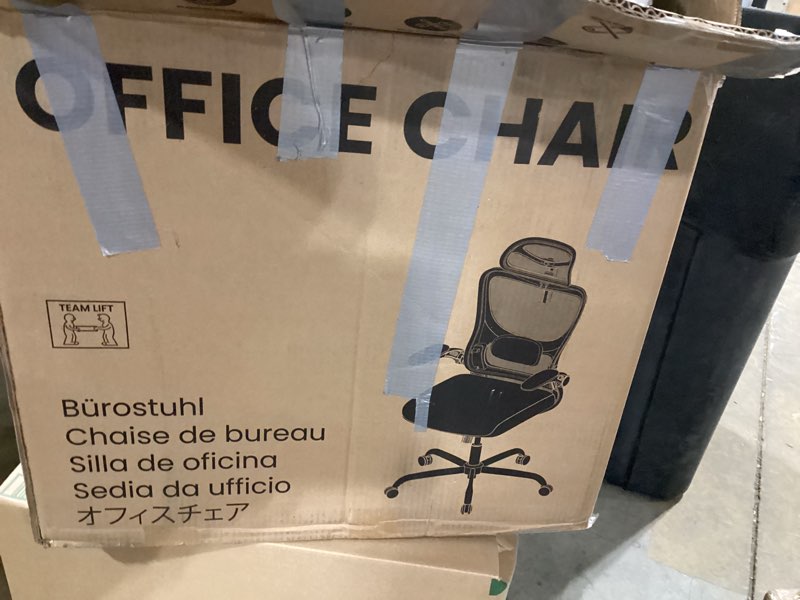 OFFICE CHAIR
TEAM LIFT
Bürostuhl
Chaise de bureau
Silla de oficina
Sedia da ufficio
オフィスチェア